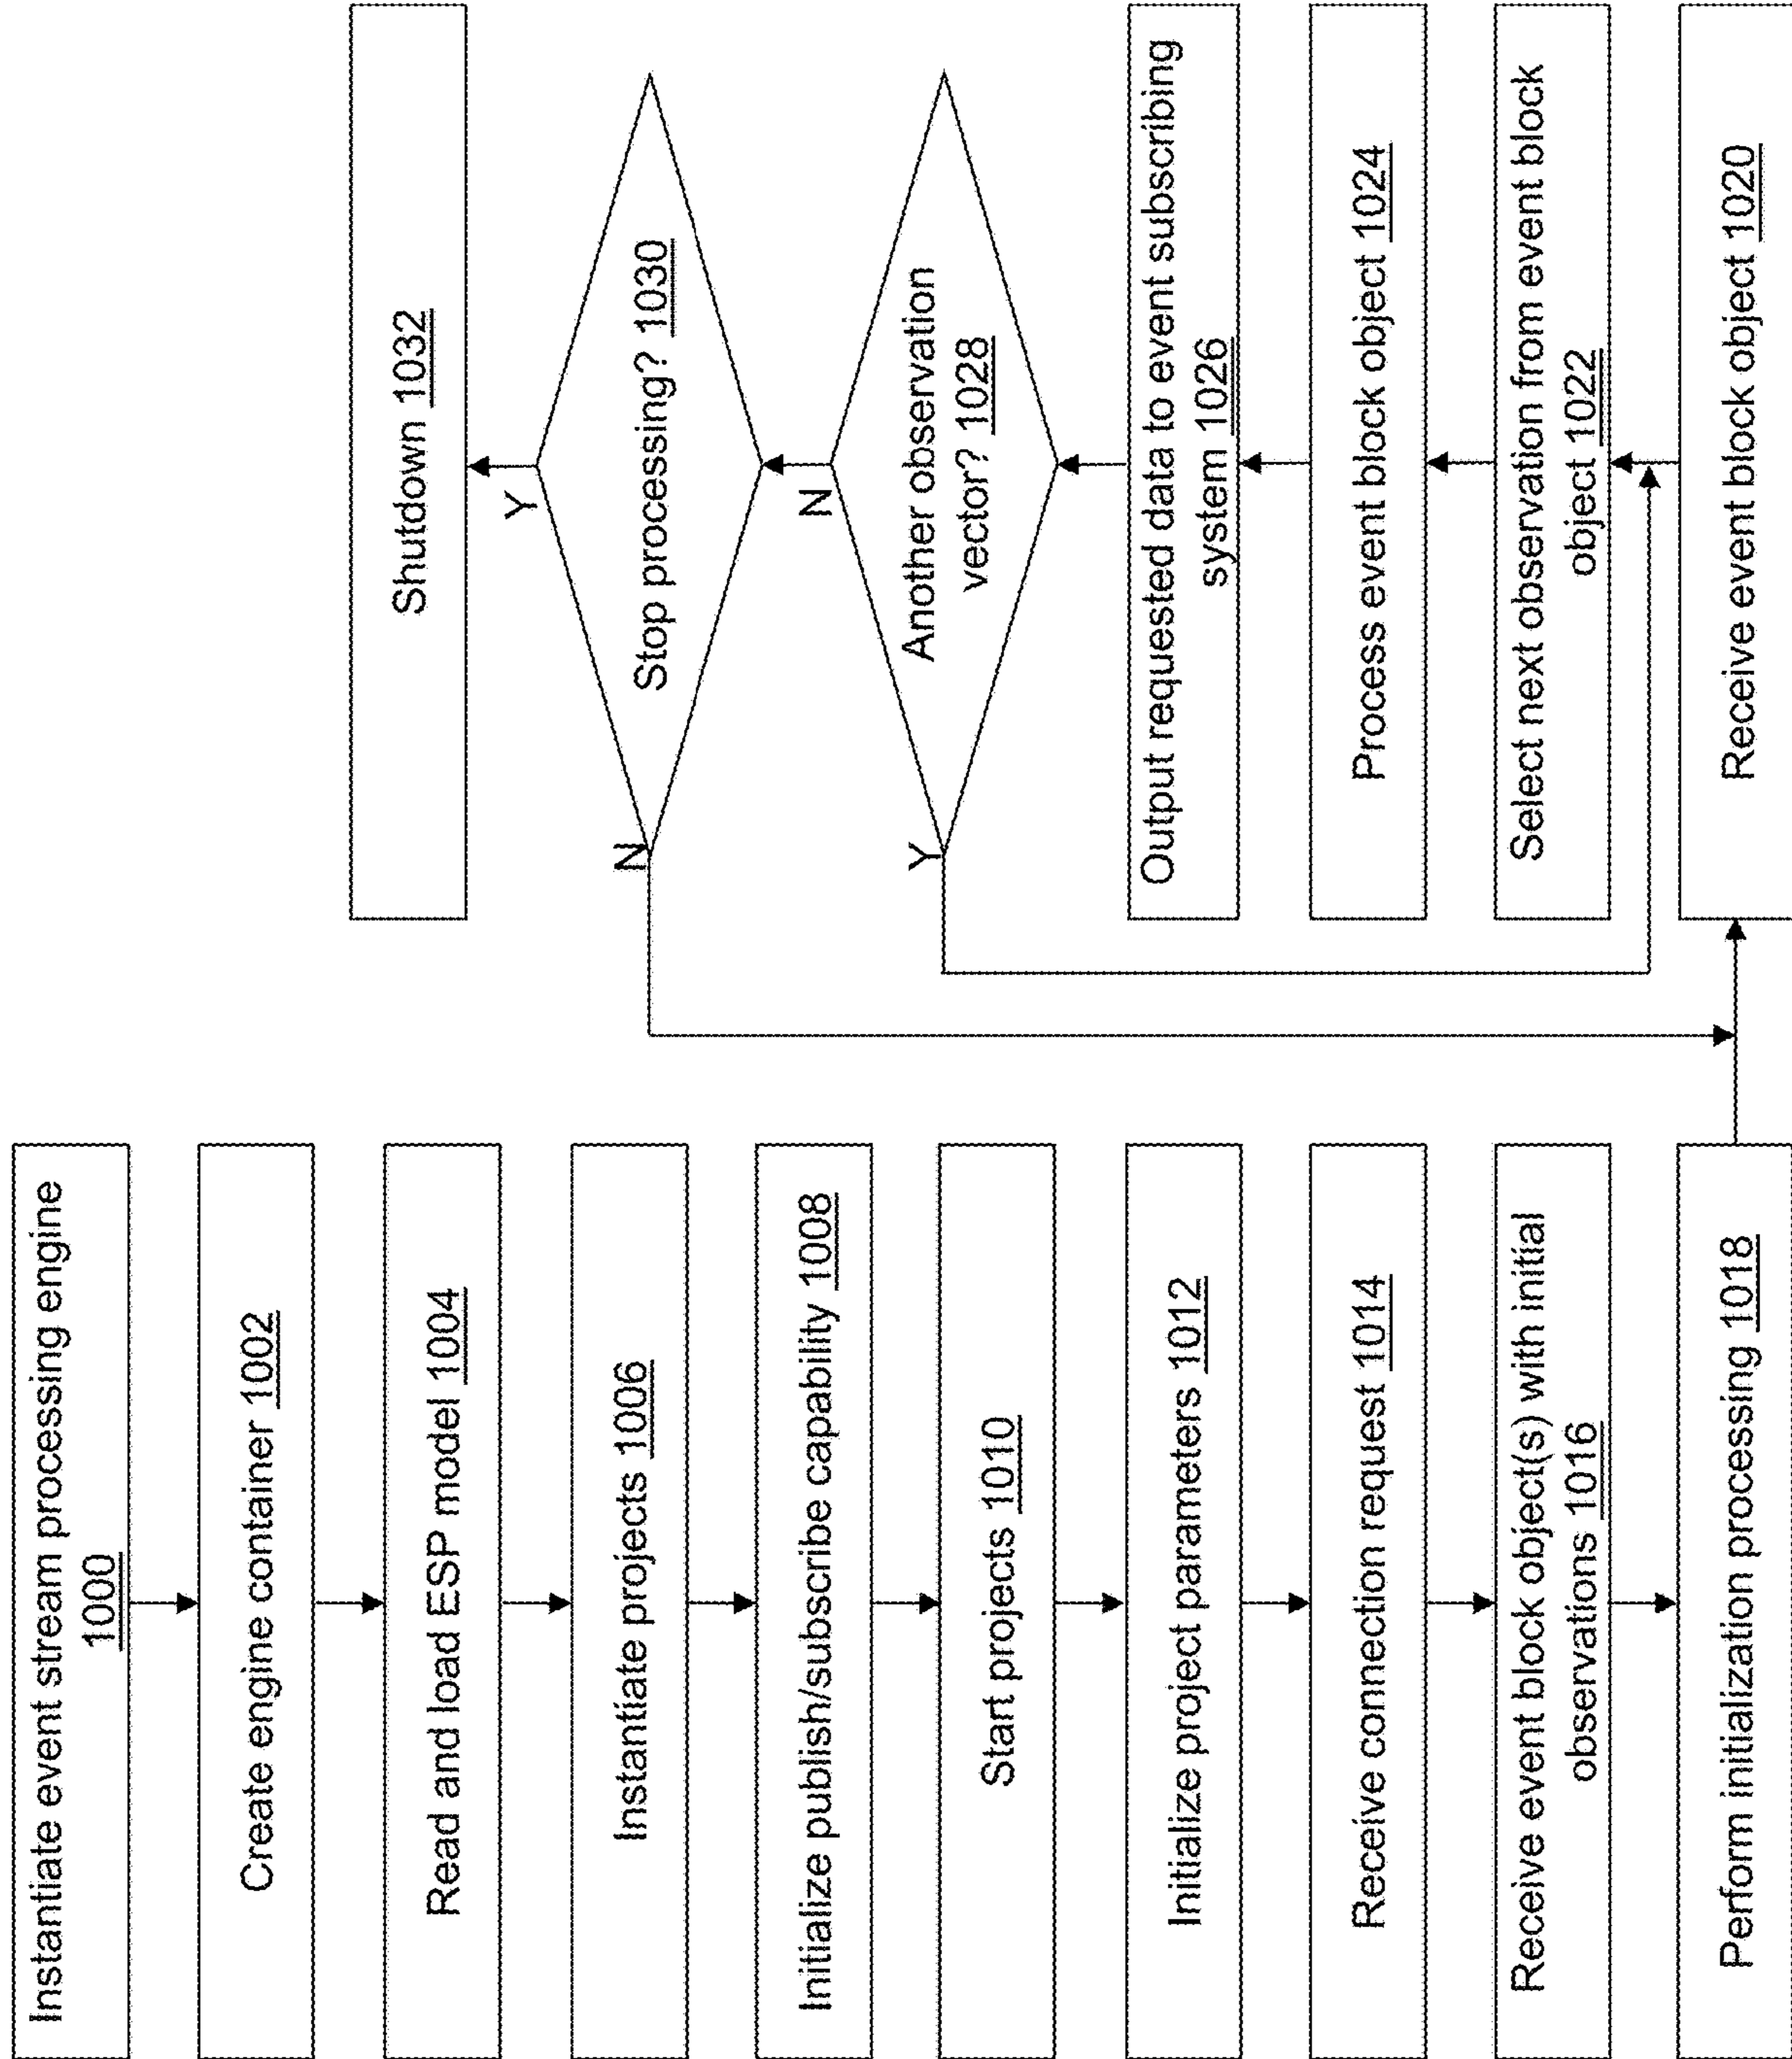 Instantiate event stream processing engine
1000
Create engine container 1002
Read and load ESP model 1004
Instantiate projects 1006
Initialize publish/subscribe capability 1008
Start projects 1010
Initialize project parameters 1012
Receive connection request 1014
Receive event block object(s) with initial
observations 1016
Perform initialization processing 1018
Receive event block object 1020
Select next observation from event block
object 1022
Process event block object 1024
Output requested data to event subscribing
system 1026
Another observation
vector? 1028
Y
N
Stop processing? 1030
N
Y
Shutdown 1032